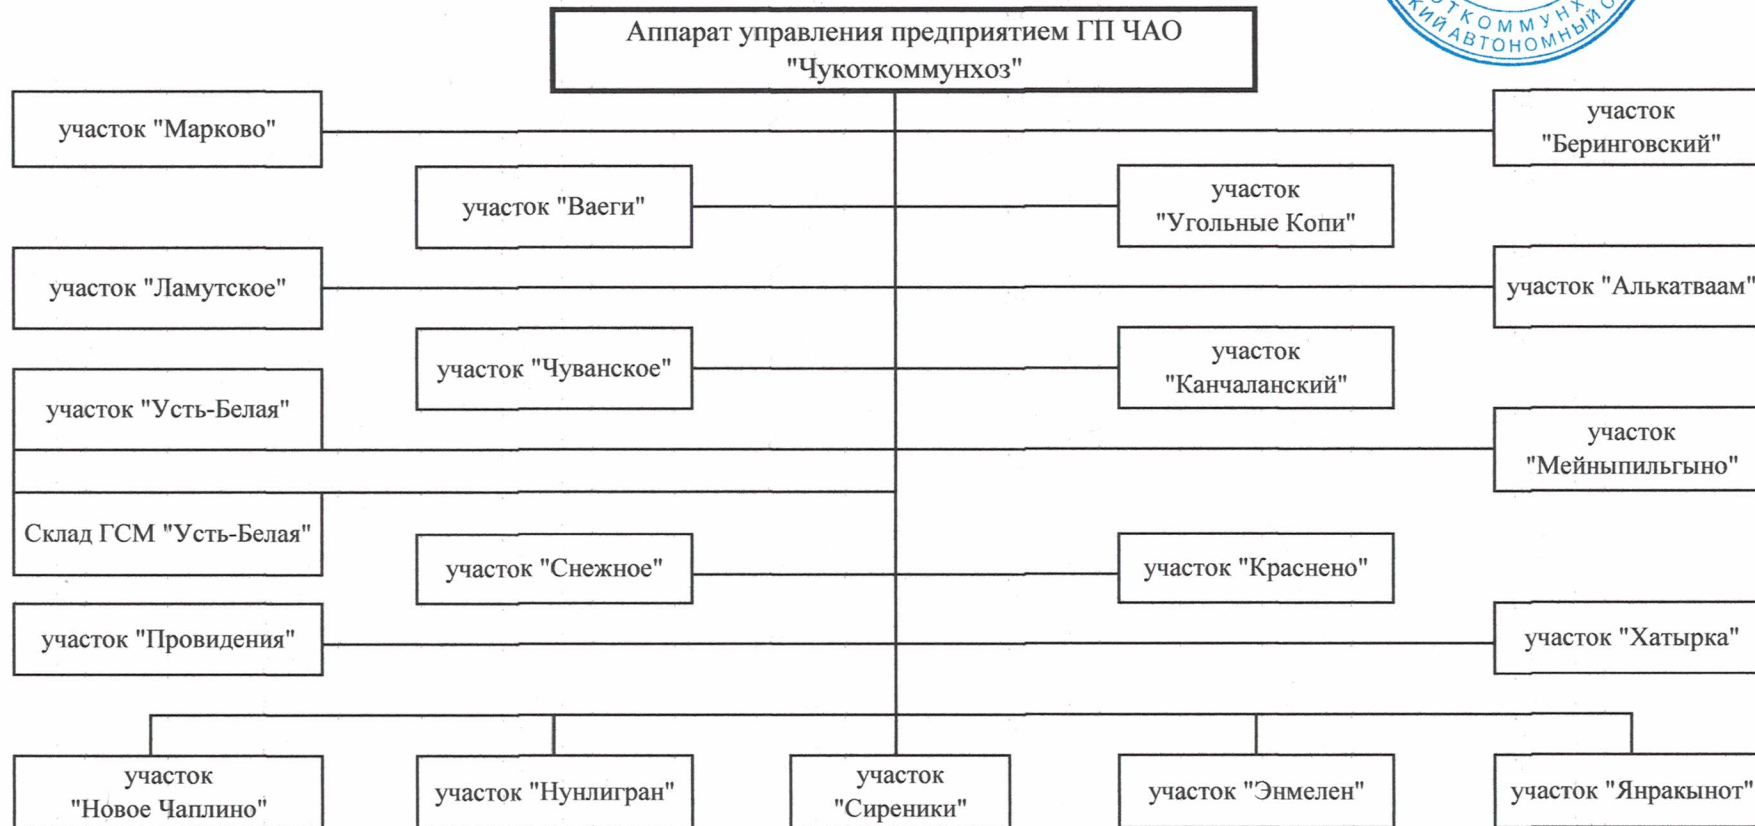 Аппарат управления предприятием ГП ЧАО
"Чукоткоммунхоз"
участок "Марково"
участок
"Беринговский"
участок "Ваеги"
участок
"Угольные Копи"
участок "Ламутское"
участок "Алькатваам"
участок "Чуванское"
участок
"Канчаланский"
участок "Усть-Белая"
участок
"Мейныпильгыно"
Склад ГСМ "Усть-Белая"
участок "Снежное"
участок "Краснено"
участок "Провидения"
участок "Хатырка"
участок
"Новое Чаплино"
участок "Нунлигран"
участок
"Сиреники"
участок "Энмелен"
участок "Янракынот"